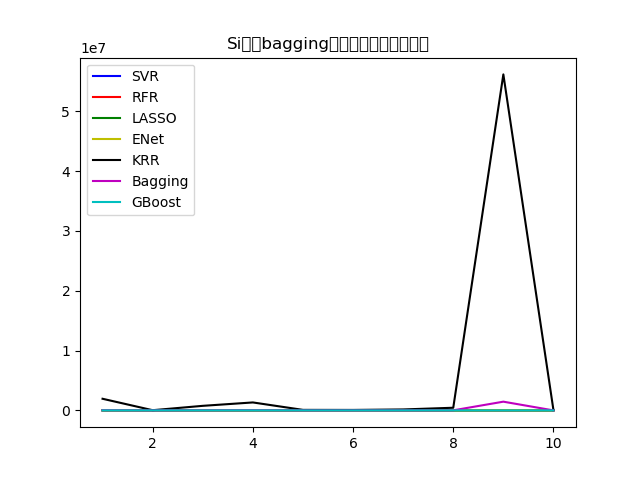 1e7
Si
bagging
SVR
RFR
LASSO
ENet
KRR
Bagging
GBoost
5
4
3
2
1
0
2
4
6
8
10